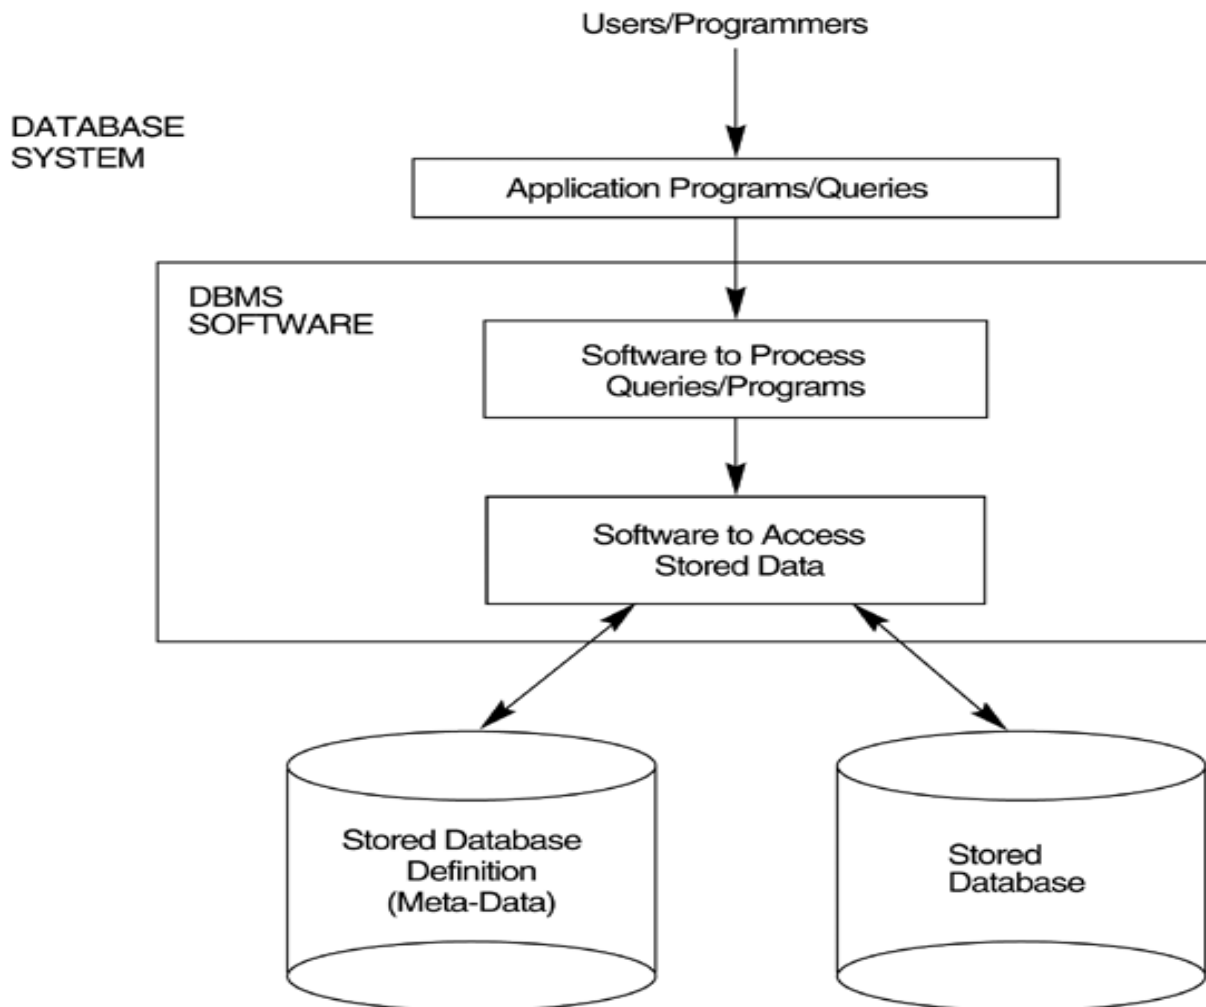 Users/Programmers
DATABASE
SYSTEM
Application Programs/Queries
DBMS
SOFTWARE
Software to Process
Queries/Programs
Software to Access
Stored Data
Stored Database
Definition
(Meta-Data)
Stored
Database